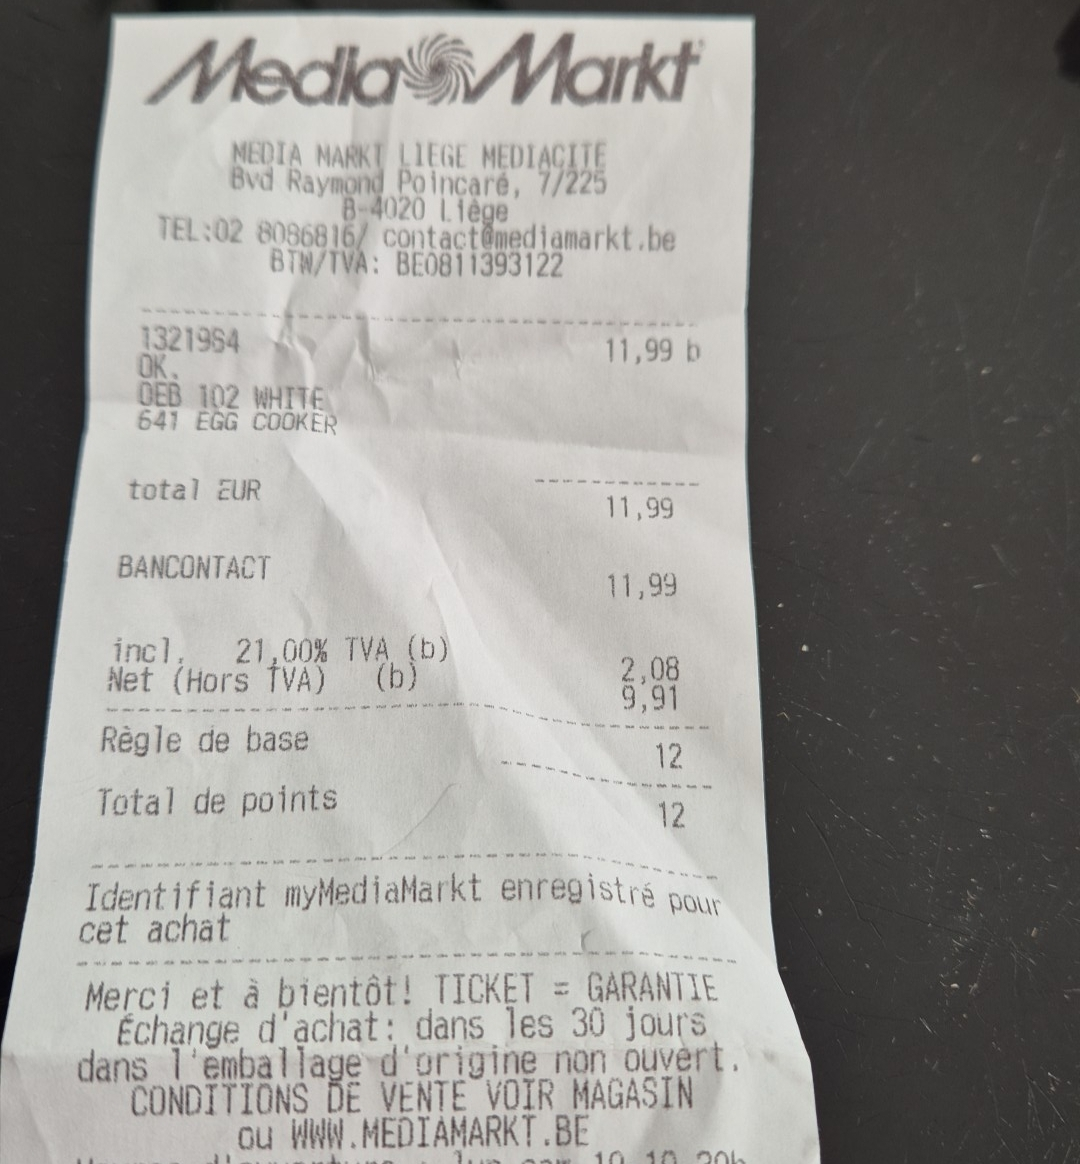 Media Markt
MEDIA MARKT LIEGE MEDIACITE
Bvd Raymond Poincaré, 7/225
B-4020 Liège
TEL:02 8086816/ contact@mediamarkt.be
BTW/TVA: BE0811393122
1321964 11,99 b
OK.
OEB 102 WHITE
641 EGG COOKER
total EUR 11,99
BANCONTACT 11,99
incl. 21,00% TVA (b) 2,08
Net (Hors TVA) (b) 9,91
Règle de base 12
Total de points 12
Identifiant myMediaMarkt enregistré pour
cet achat
Merci et à bientôt! TICKET = GARANTIE
Échange d'achat: dans les 30 jours
dans l'emballage d'origine non ouvert.
CONDITIONS DE VENTE VOIR MAGASIN
ou WWW.MEDIAMARKT.BE